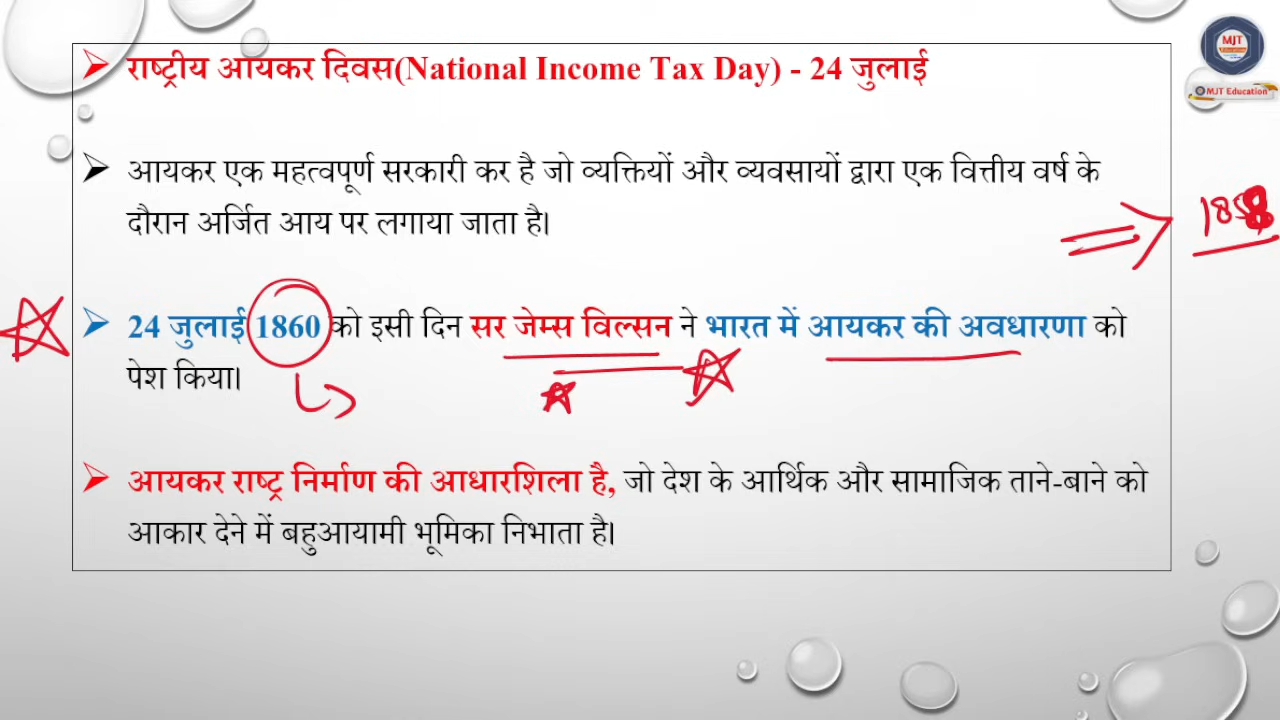 राष्ट्रीय आयकर दिवस(National Income Tax Day) - 24 जुलाई
MJT
MJT Education
आयकर एक महत्वपूर्ण सरकारी कर है जो व्यक्तियों और व्यवसायों द्वारा एक वित्तीय वर्ष के
दौरान अर्जित आय पर लगाया जाता है।
1858
24 जुलाई 1860 को इसी दिन सर जेम्स विल्सन ने भारत में आयकर की अवधारणा को
पेश किया।
आयकर राष्ट्र निर्माण की आधारशिला है, जो देश के आर्थिक और सामाजिक ताने-बाने को
आकार देने में बहुआयामी भूमिका निभाता है।